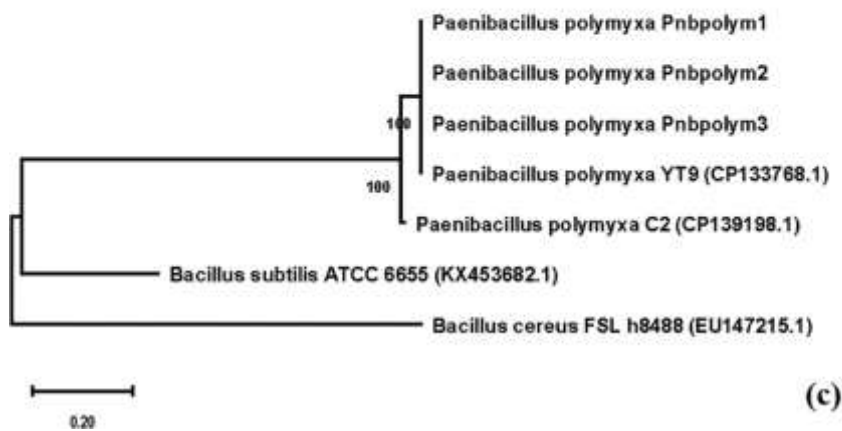 Paenibacillus polymyxa Pnbpolym1
Paenibacillus polymyxa Pnbpolym2
100
Paenibacillus polymyxa Pnbpolym3
Paenibacillus polymyxa YT9 (CP133768.1)
100
Paenibacillus polymyxa C2 (CP139198.1)
Bacillus subtilis ATCC 6655 (KX453682.1)
Bacillus cereus FSL h8488 (EU147215.1)
0.20
(c)